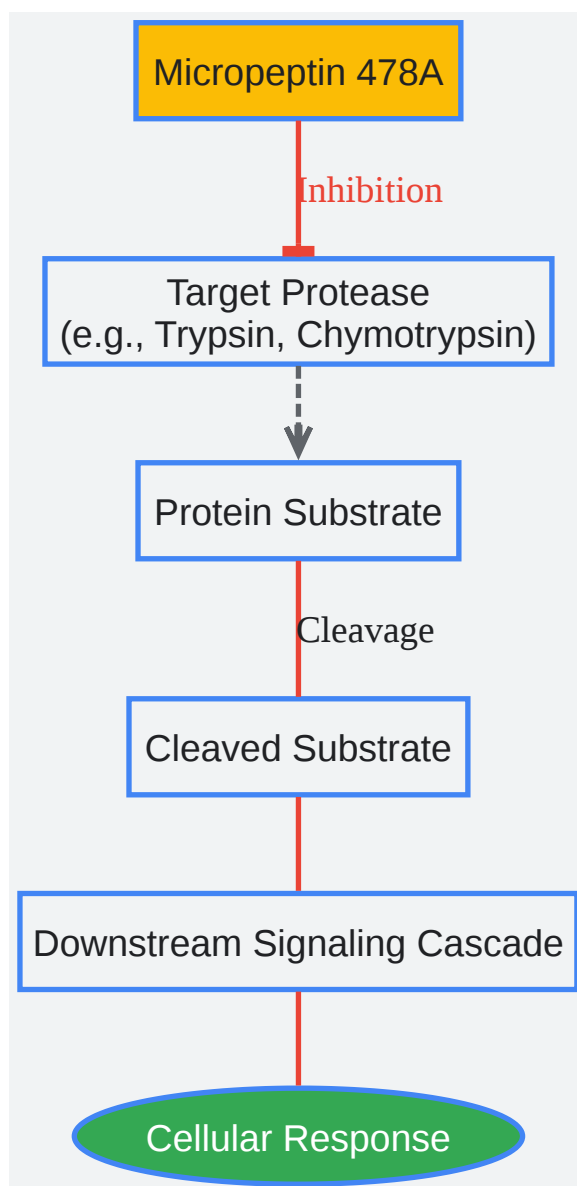 Micropeptin 478A
Inhibition
Target Protease
(e.g., Trypsin, Chymotrypsin)
Protein Substrate
Cleavage
Cleaved Substrate
Downstream Signaling Cascade
Cellular Response